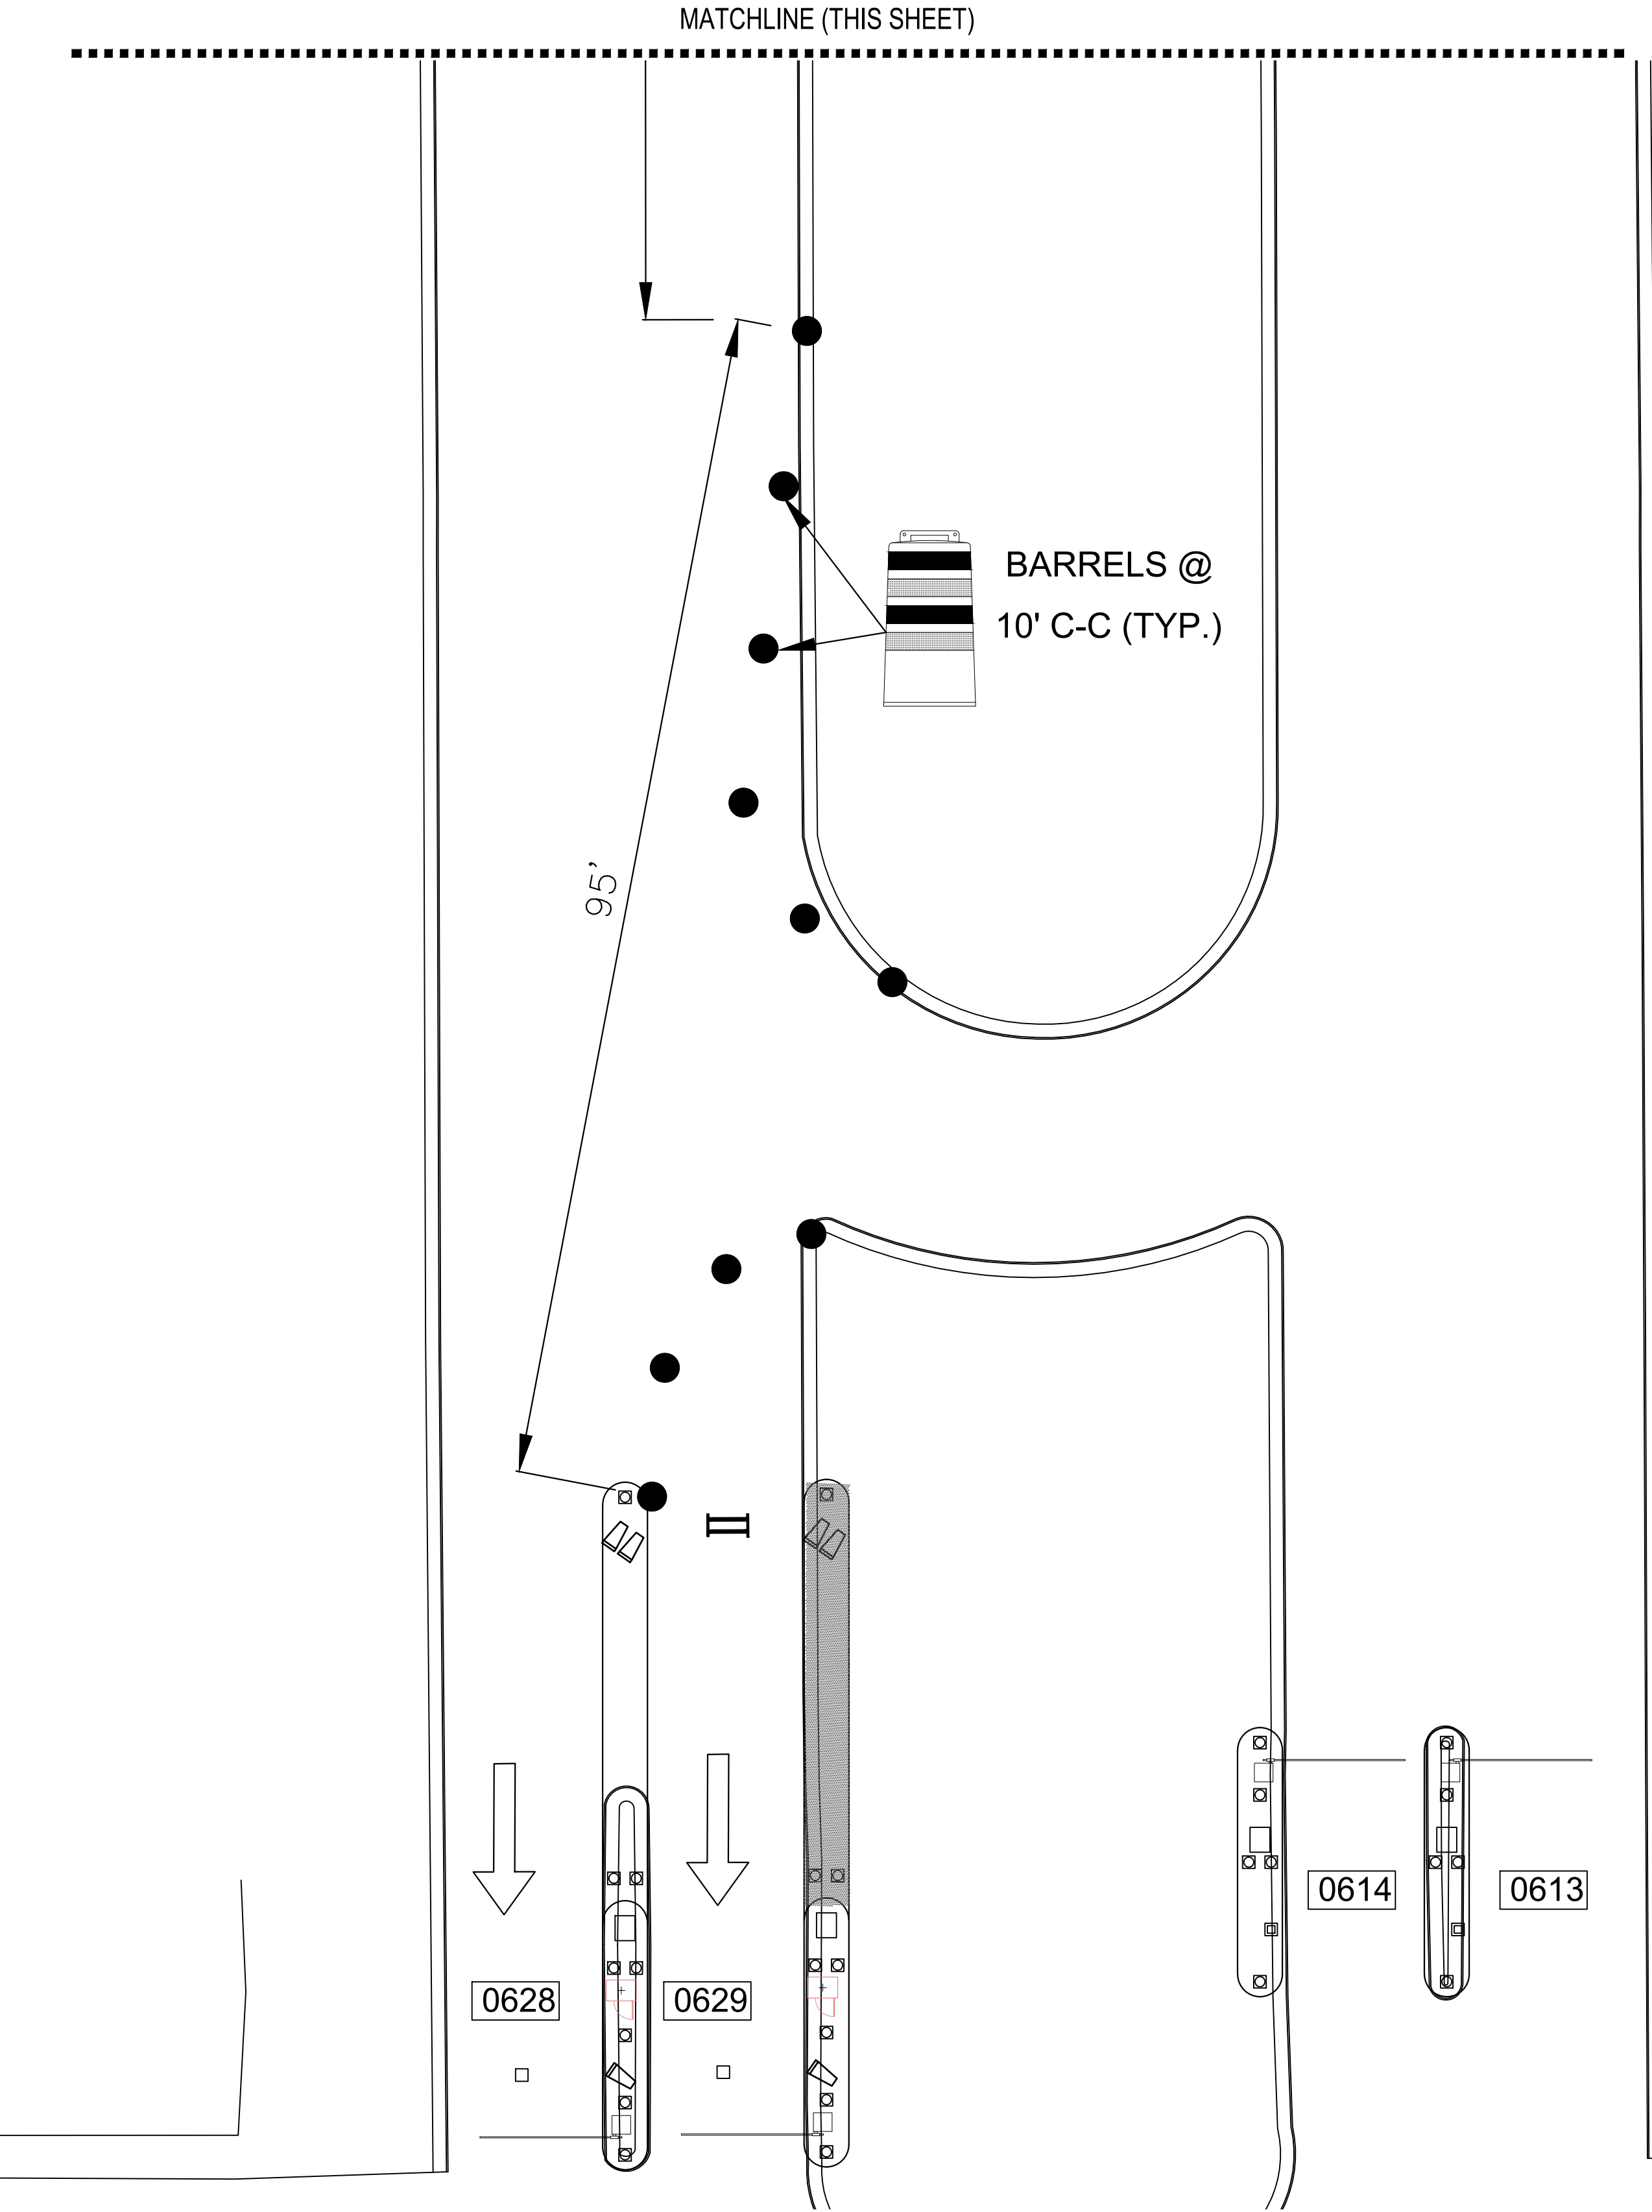 MATCHLINE (THIS SHEET)
BARRELS @
10' C-C (TYP.)
95'
0614
0613
0628
0629